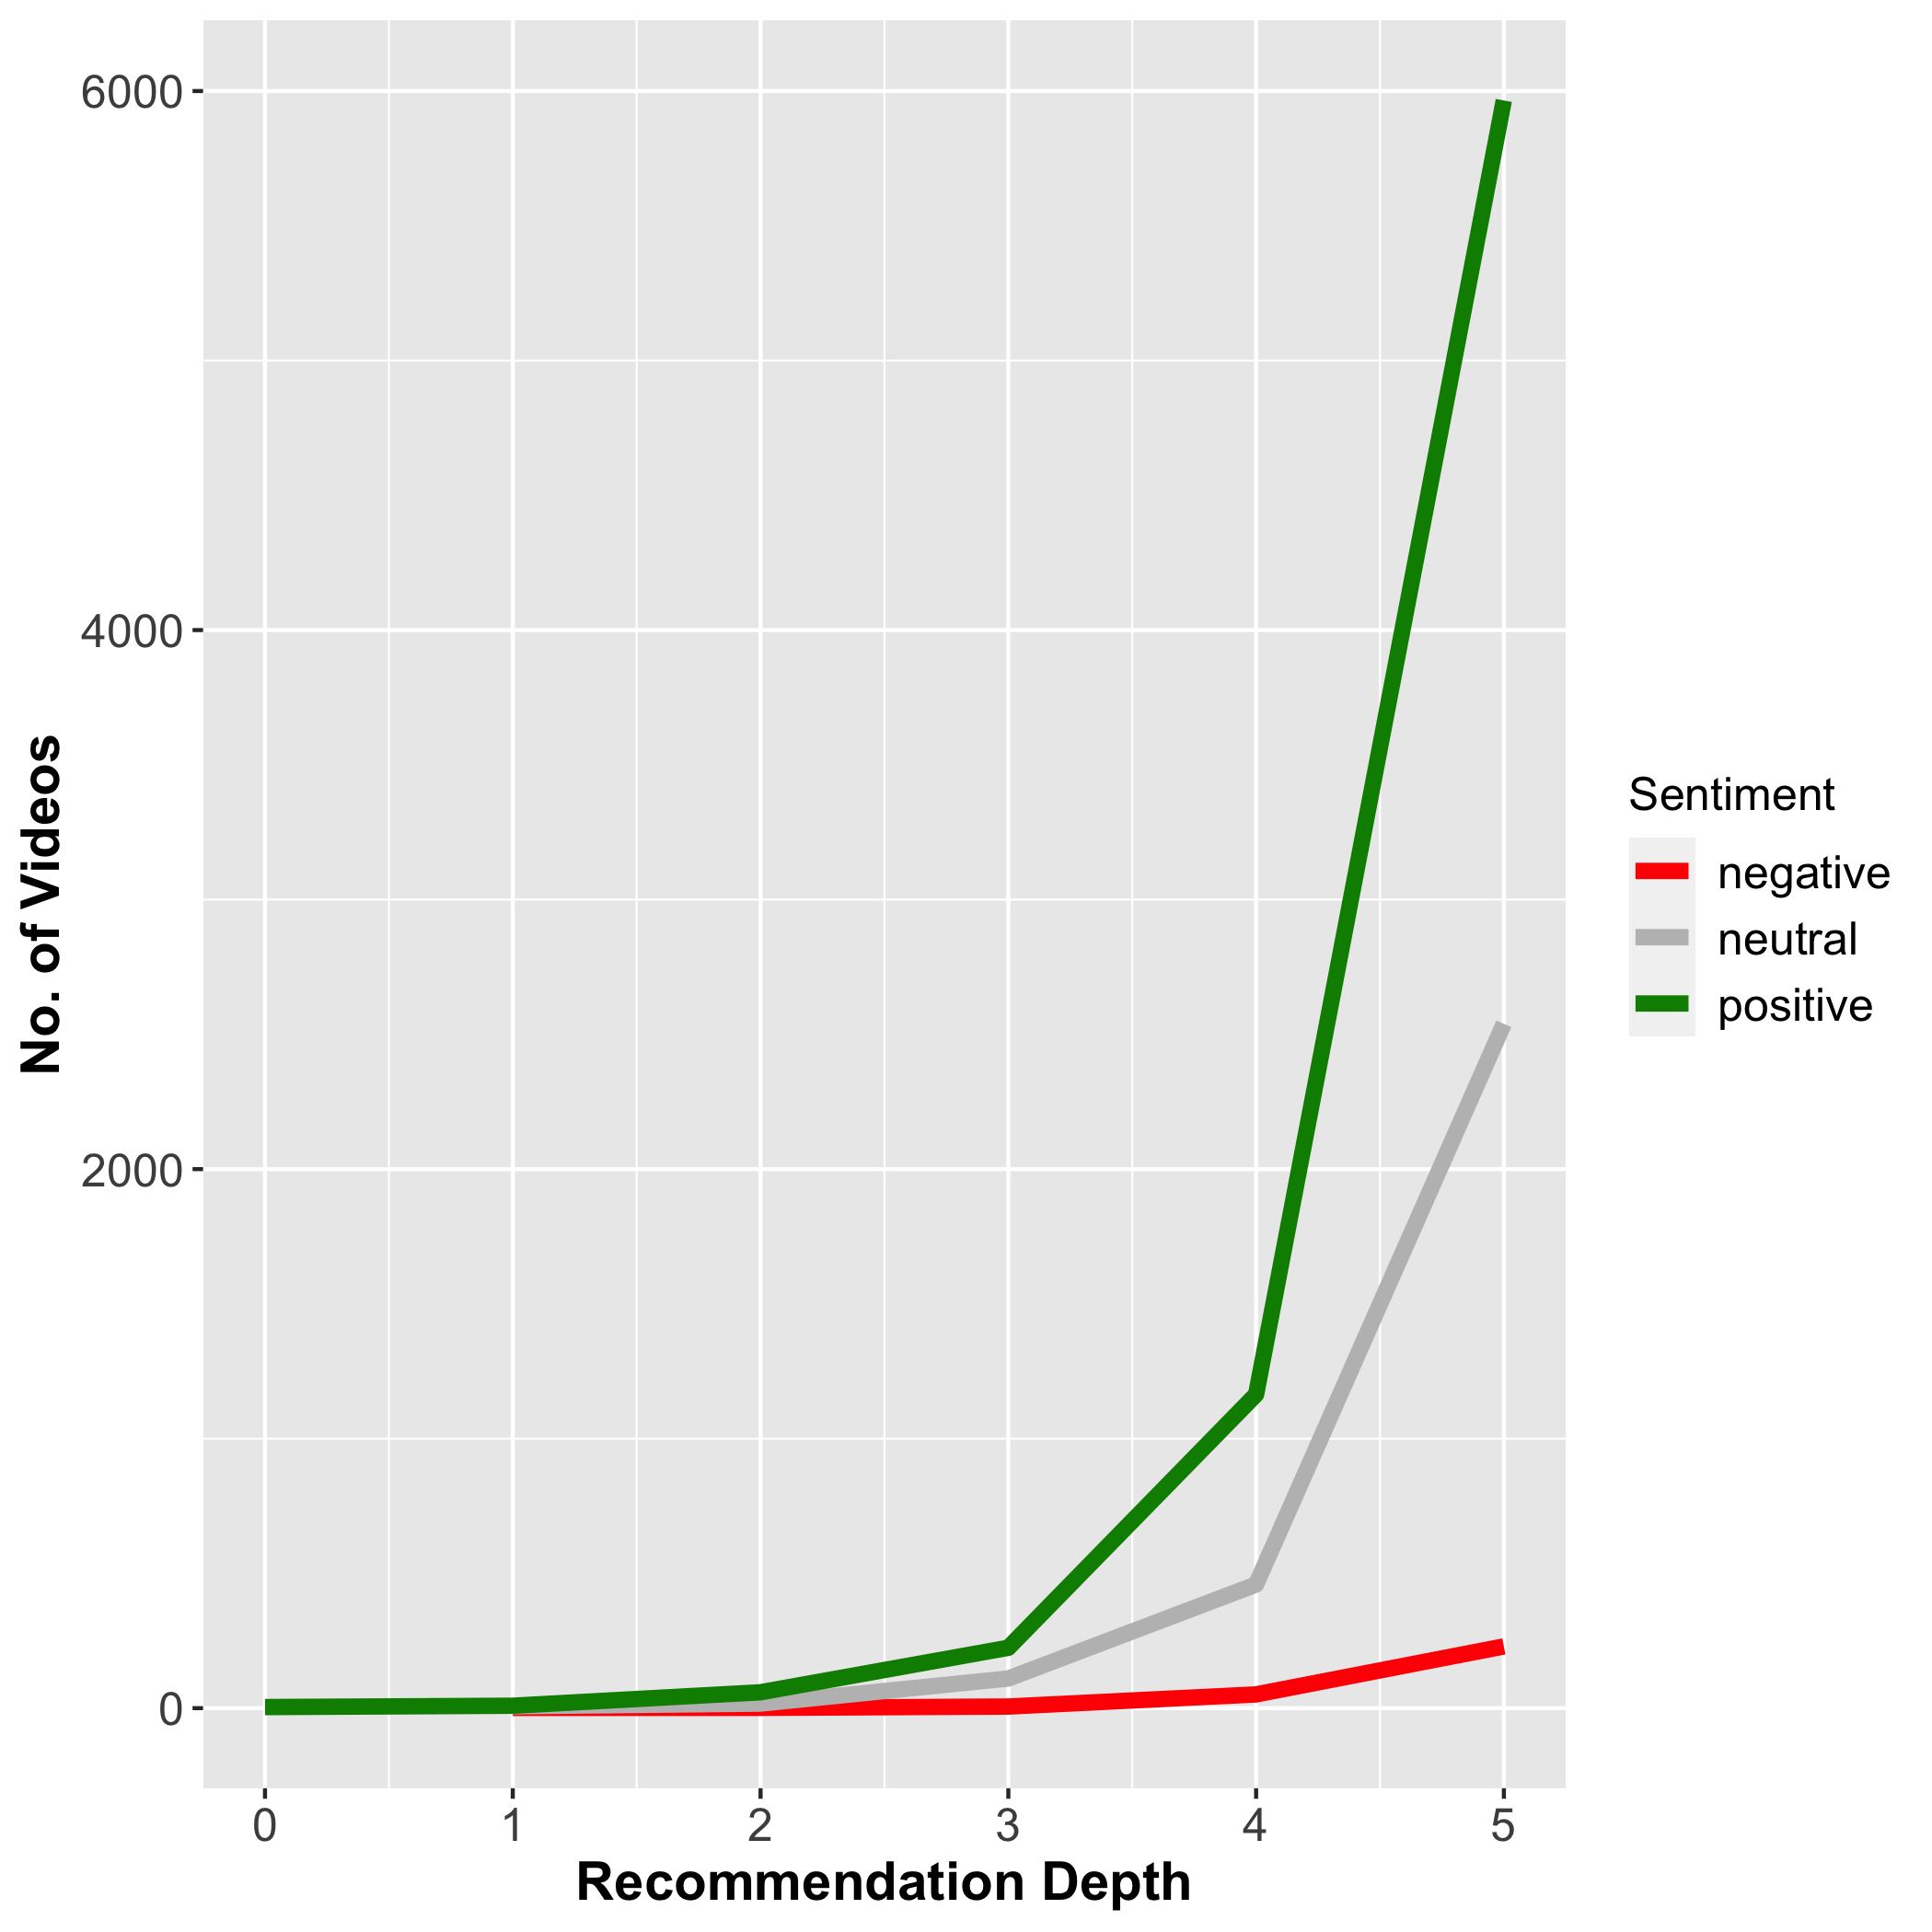 6000
4000
2000
0
No. of Videos
0 1 2 3 4 5
Recommendation Depth
Sentiment
negative
neutral
positive